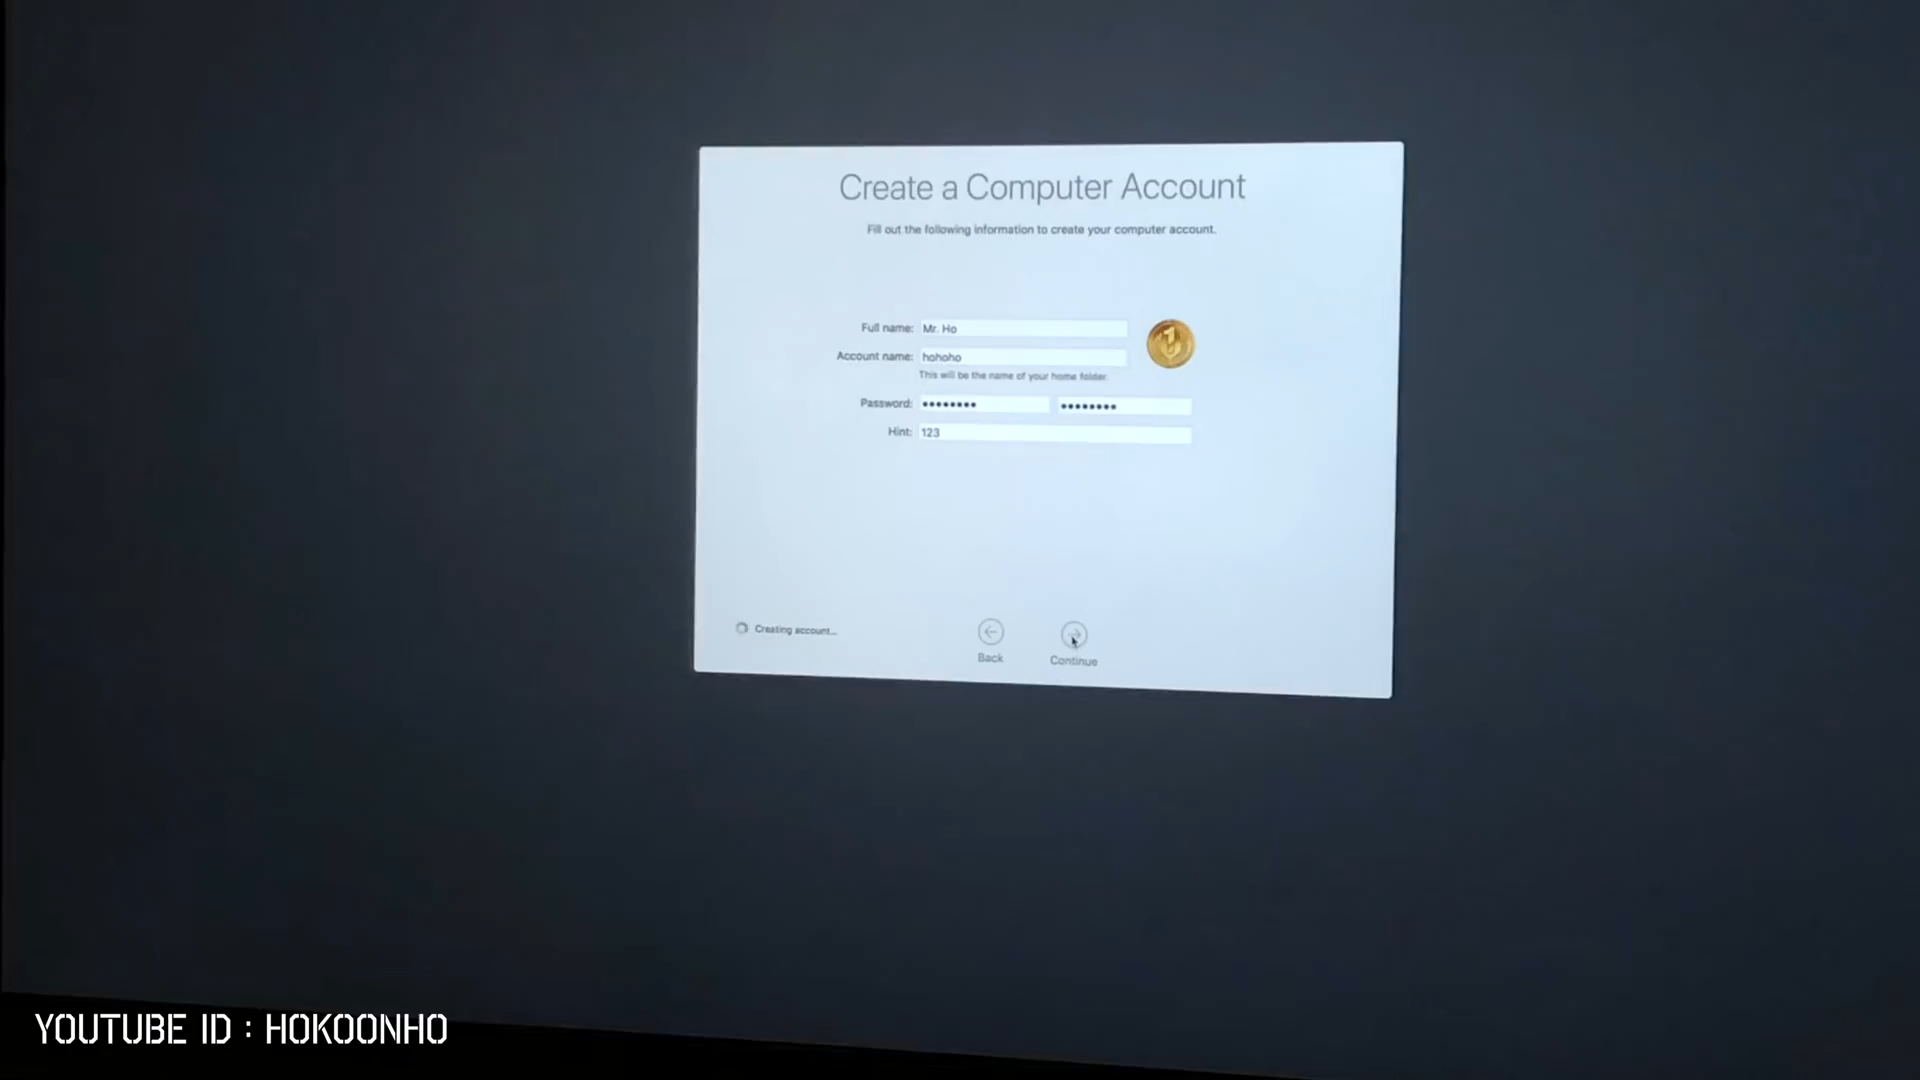 Create a Computer Account
Fill out the following information to create your computer account.
Full name: Mr. Ho
Account name: hohoho
This will be the name of your home folder.
Password: •••••••• ••••••••
Hint: 123
Creating account...
Back
Continue
YOUTUBE ID : HOKOONHO